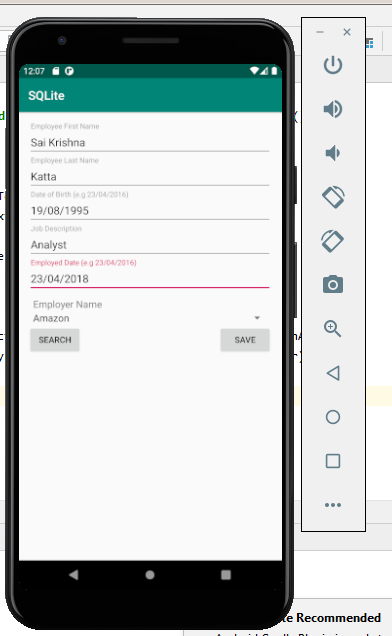 12:07
SQLite
Employee First Name
Sai Krishna
Employee Last Name
Katta
Date of Birth (e g 23/04/2016)
19/08/1995
Job Description
Analyst
Employed Date (e g 23/04/2016)
23/04/2018
Employer Name
Amazon
SEARCH SAVE
Recommended